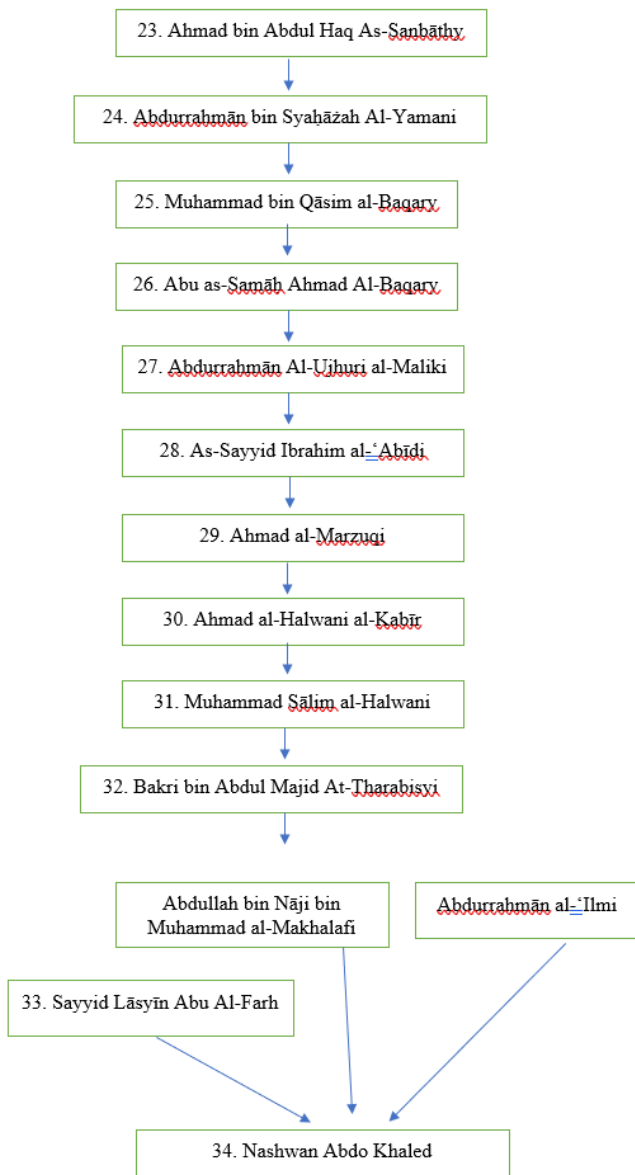 23. Ahmad bin Abdul Haq As-Sanbāthy
24. Abdurrahmān bin Syaḥāżah Al-Yamani
25. Muhammad bin Qāsim al-Baqary
26. Abu as-Samāh Ahmad Al-Baqary
27. Abdurrahmān Al-Ujhuri al-Maliki
28. As-Sayyid Ibrahim al-‘Abīdi
29. Ahmad al-Marzuqi
30. Ahmad al-Halwani al-Kabīr
31. Muhammad Sālim al-Halwani
32. Bakri bin Abdul Majid At-Tharabisyi
Abdullah bin Nāji bin
Muhammad al-Makhalafi
Abdurrahmān al-‘Ilmi
33. Sayyid Lāsyīn Abu Al-Farh
34. Nashwan Abdo Khaled